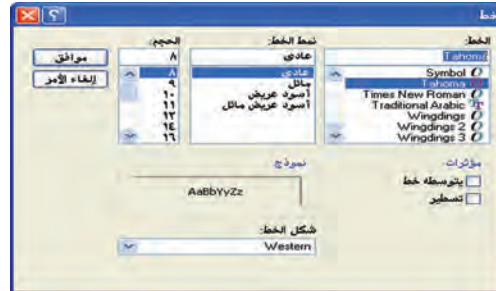 خط
الخط:
Tahoma
Symbol
Tahoma
Times New Roman
Traditional Arabic
Wingdings
Wingdings 2
Wingdings 3
نمط الخط:
عادي
عادي
مائل
أسود عريض
أسود عريض مائل
الحجم:
٨
٨
٩
١٠
١١
١٢
١٤
١٦
موافق
إلغاء الأمر
مؤثرات
يتوسطه خط
تسطير
نموذج
AaBbYyZz
شكل الخط:
Western